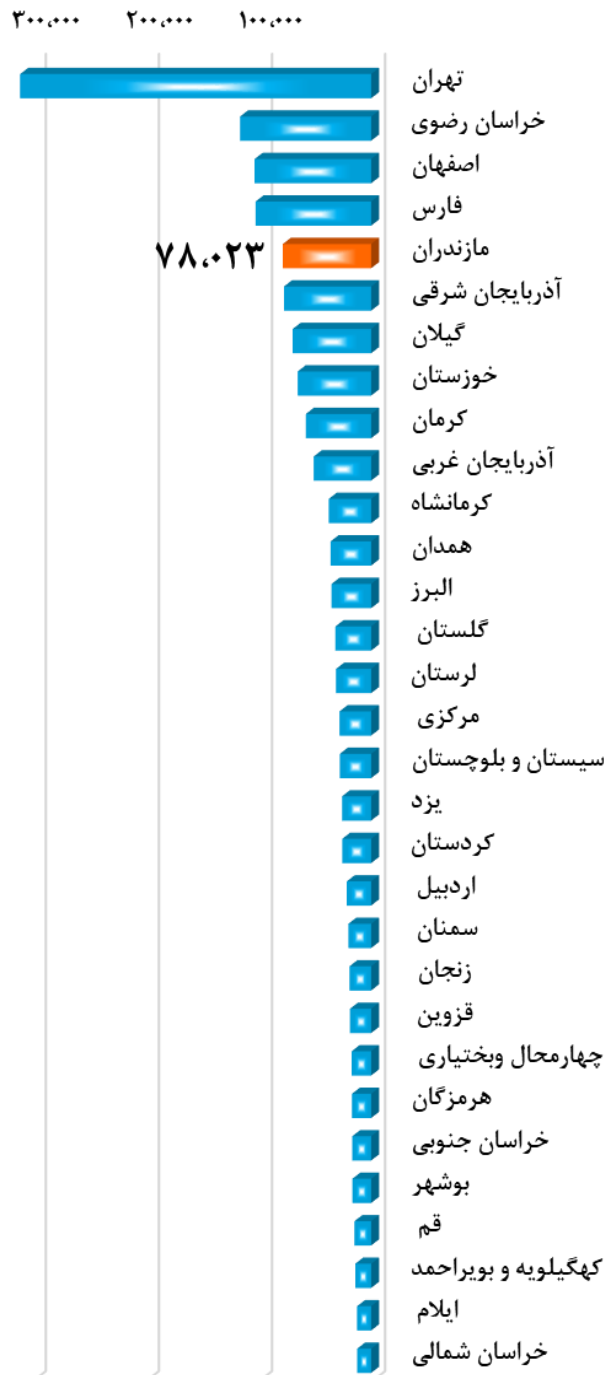 ۳۰۰،۰۰۰ ۲۰۰،۰۰۰ ۱۰۰،۰۰۰
تهران
خراسان رضوی
اصفهان
فارس
مازندران ۷۸،۰۲۳
آذربایجان شرقی
گیلان
خوزستان
کرمان
آذربایجان غربی
کرمانشاه
همدان
البرز
گلستان
لرستان
مرکزی
سیستان و بلوچستان
یزد
کردستان
اردبیل
سمنان
زنجان
قزوین
چهارمحال وبختیاری
هرمزگان
خراسان جنوبی
بوشهر
قم
کهگیلویه و بویراحمد
ایلام
خراسان شمالی